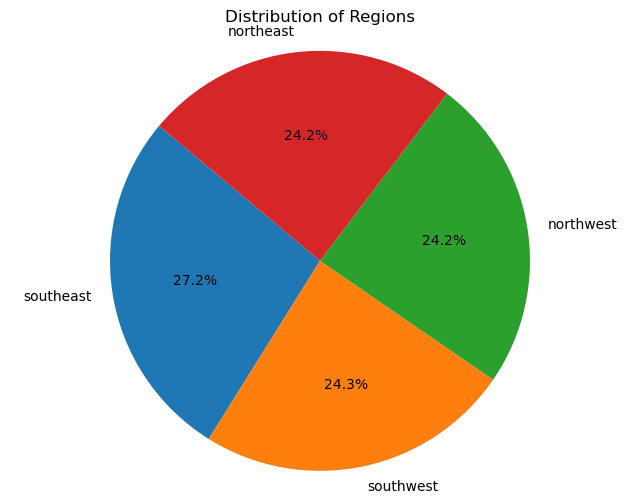 Distribution of Regions
northeast
24.2%
northwest
24.2%
southeast
27.2%
24.3%
southwest